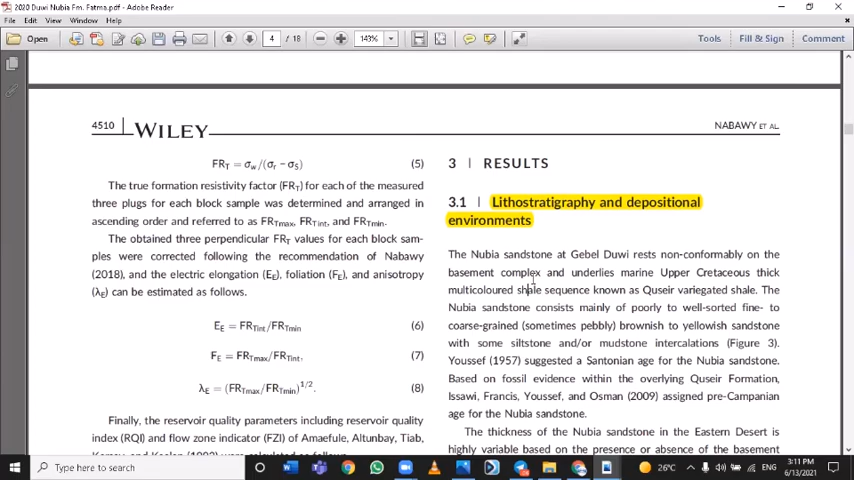 2020 Duwi Nubia Fm. Fatma.pdf - Adobe Reader
File Edit View Window Help
Open 4 / 18 143% Tools Fill & Sign Comment
4510 WILEY NABAWY ET AL.
FR_T = σ_w/(σ_r − σ_S) (5)
The true formation resistivity factor (FR_T) for each of the measured
three plugs for each block sample was determined and arranged in
ascending order and referred to as FR_Tmax, FR_Tint, and FR_Tmin.
The obtained three perpendicular FR_T values for each block sam-
ples were corrected following the recommendation of Nabawy
(2018), and the electric elongation (E_E), foliation (F_E), and anisotropy
(λ_E) can be estimated as follows.
E_E = FR_Tint/FR_Tmin (6)
F_E = FR_Tmax/FR_Tint, (7)
λ_E = (FR_Tmax/FR_Tmin)^1/2. (8)
Finally, the reservoir quality parameters including reservoir quality
index (RQI) and flow zone indicator (FZI) of Amaefule, Altunbay, Tiab,
3 | RESULTS
3.1 | Lithostratigraphy and depositional
environments
The Nubia sandstone at Gebel Duwi rests non-conformably on the
basement complex and underlies marine Upper Cretaceous thick
multicoloured shale sequence known as Quseir variegated shale. The
Nubia sandstone consists mainly of poorly to well-sorted fine- to
coarse-grained (sometimes pebbly) brownish to yellowish sandstone
with some siltstone and/or mudstone intercalations (Figure 3).
Youssef (1957) suggested a Santonian age for the Nubia sandstone.
Based on fossil evidence within the overlying Quseir Formation,
Issawi, Francis, Youssef, and Osman (2009) assigned pre-Campanian
age for the Nubia sandstone.
The thickness of the Nubia sandstone in the Eastern Desert is
highly variable based on the presence or absence of the basement
Type here to search
26°C ENG 3:11 PM
6/13/2021